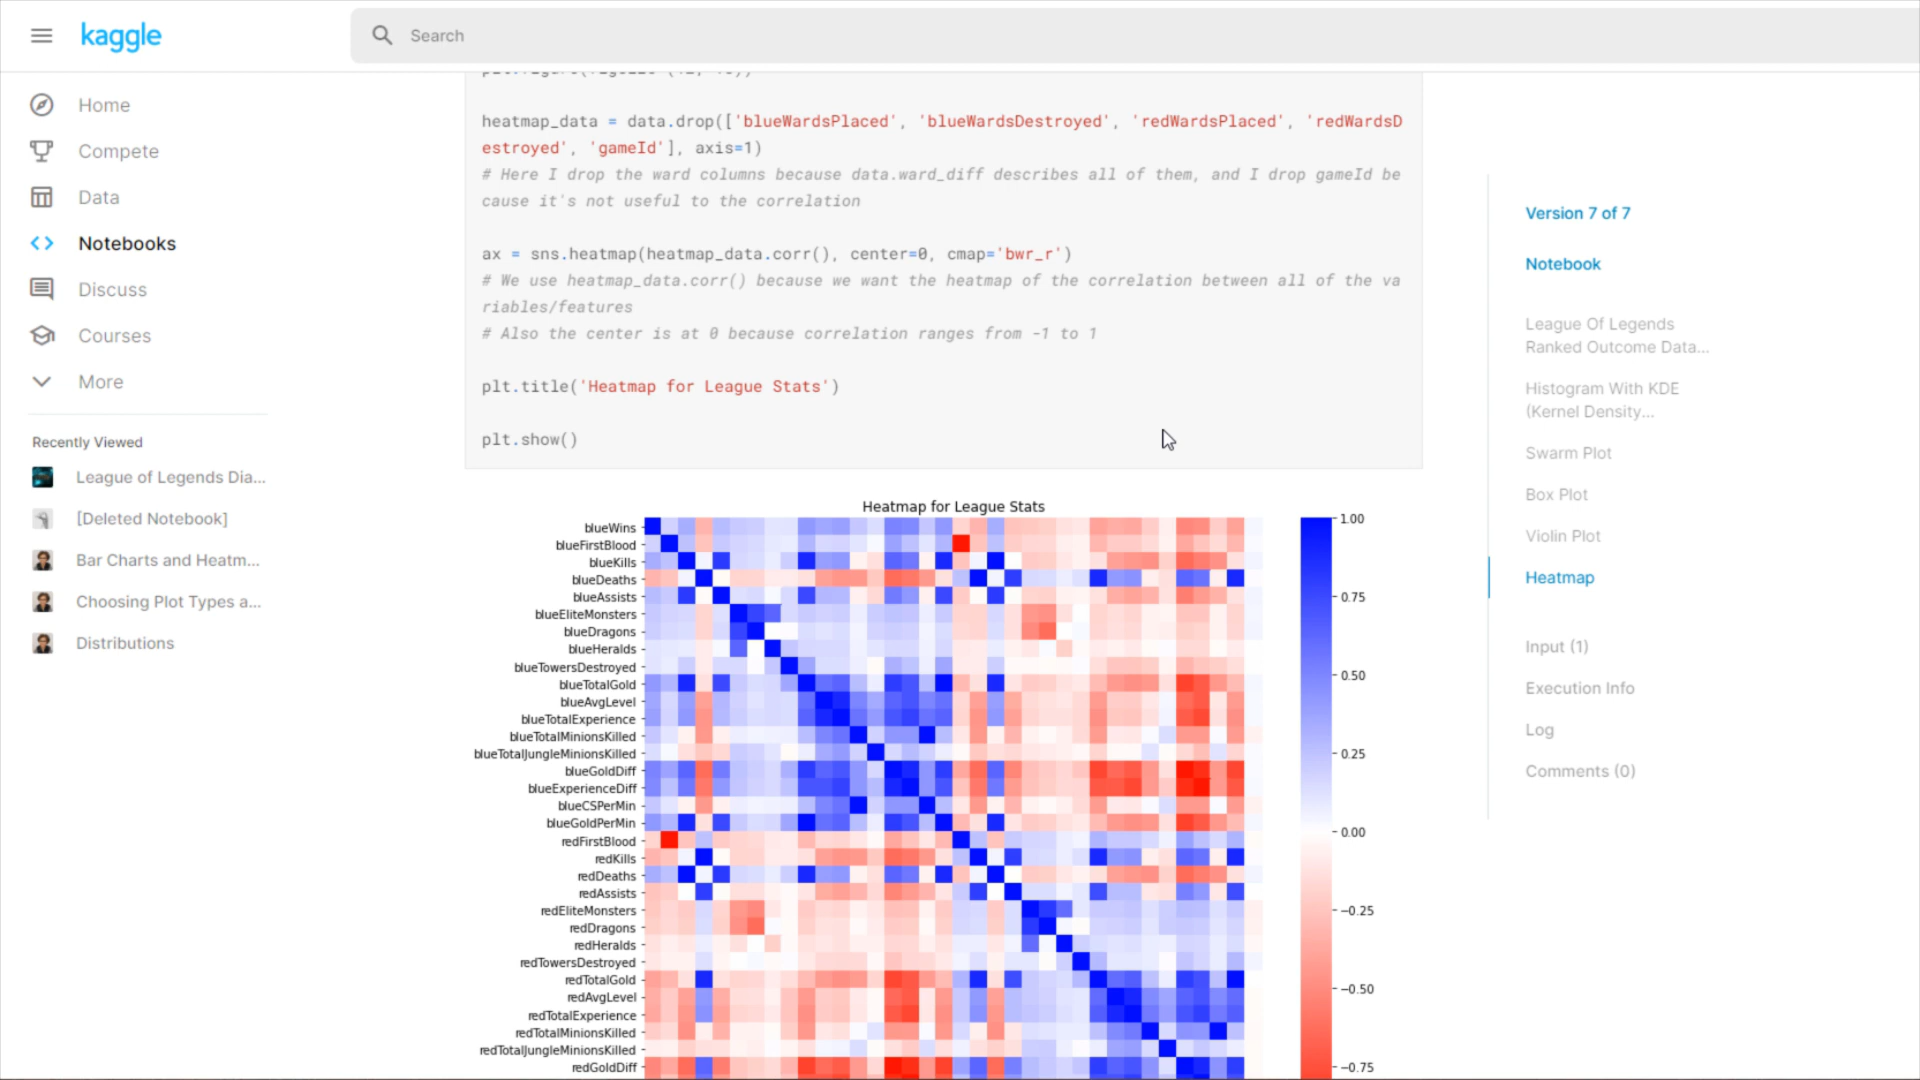 kaggle
Search
Home
Compete
Data
Notebooks
Discuss
Courses
More
Recently Viewed
League of Legends Dia...
[Deleted Notebook]
Bar Charts and Heatm...
Choosing Plot Types a...
Distributions
heatmap_data = data.drop(['blueWardsPlaced', 'blueWardsDestroyed', 'redWardsPlaced', 'redWardsD
estroyed', 'gameId'], axis=1)
# Here I drop the ward columns because data.ward_diff describes all of them, and I drop gameId be
cause it's not useful to the correlation
ax = sns.heatmap(heatmap_data.corr(), center=0, cmap='bwr_r')
# We use heatmap_data.corr() because we want the heatmap of the correlation between all of the va
riables/features
# Also the center is at 0 because correlation ranges from -1 to 1
plt.title('Heatmap for League Stats')
plt.show()
Heatmap for League Stats
blueWins
blueFirstBlood
blueKills
blueDeaths
blueAssists
blueEliteMonsters
blueDragons
blueHeralds
blueTowersDestroyed
blueTotalGold
blueAvgLevel
blueTotalExperience
blueTotalMinionsKilled
blueTotalJungleMinionsKilled
blueGoldDiff
blueExperienceDiff
blueCSPerMin
blueGoldPerMin
redFirstBlood
redKills
redDeaths
redAssists
redEliteMonsters
redDragons
redHeralds
redTowersDestroyed
redTotalGold
redAvgLevel
redTotalExperience
redTotalMinionsKilled
redTotalJungleMinionsKilled
redGoldDiff
1.00
0.75
0.50
0.25
0.00
−0.25
−0.50
−0.75
Version 7 of 7
Notebook
League Of Legends
Ranked Outcome Data...
Histogram With KDE
(Kernel Density...
Swarm Plot
Box Plot
Violin Plot
Heatmap
Input (1)
Execution Info
Log
Comments (0)